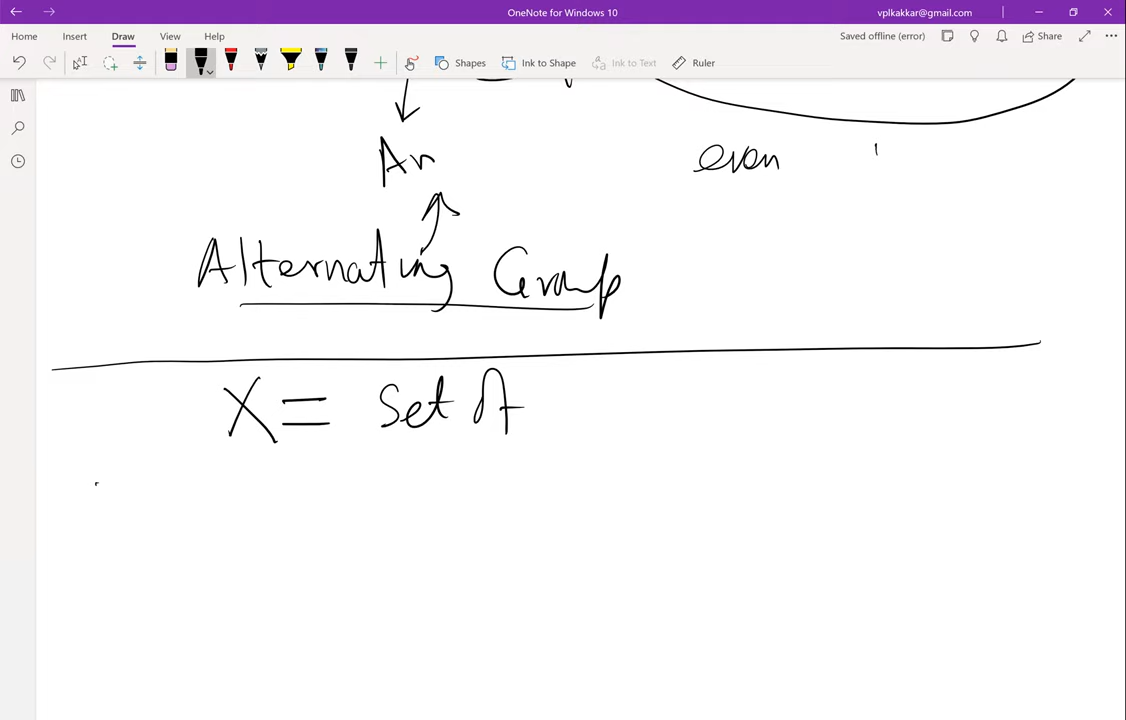 OneNote for Windows 10
vplkakkar@gmail.com
Home Insert Draw View Help
Saved offline (error)
Share
Shapes
Ink to Shape
Ink to Text
Ruler
An
even
Alternating Group
X = Set A